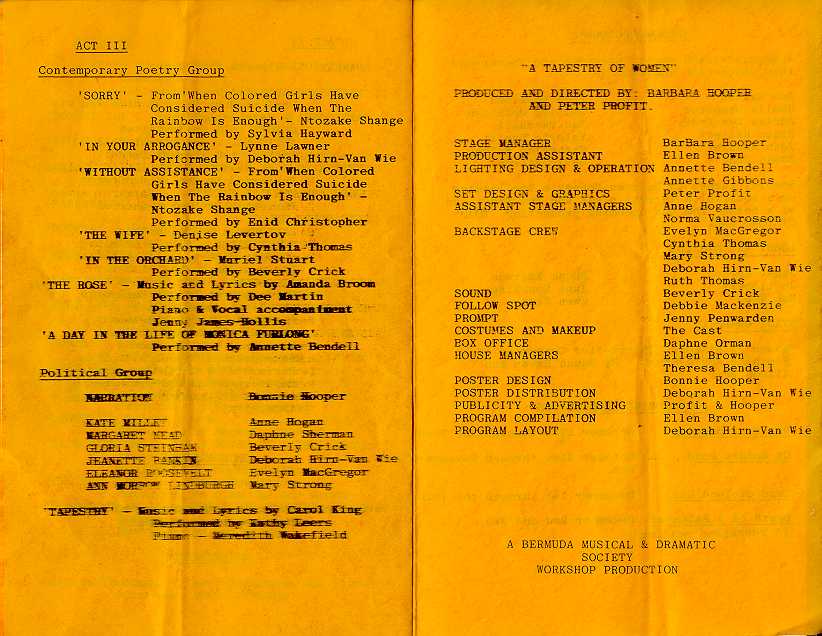 ACT III
Contemporary Poetry Group
'SORRY' - From'When Colored Girls Have
Considered Suicide When The
Rainbow Is Enough'- Ntozake Shange
Performed by Sylvia Hayward
'IN YOUR ARROGANCE' - Lynne Lawner
Performed by Deborah Hirn-Van Wie
'WITHOUT ASSISTANCE' - From'When Colored
Girls Have Considered Suicide
When The Rainbow Is Enough' -
Ntozake Shange
Performed by Enid Christopher
'THE WIFE' - Denise Levertov
Performed by Cynthia Thomas
'IN THE ORCHARD' - Muriel Stuart
Performed by Beverly Crick
'THE ROSE' - Music and Lyrics by Amanda Broom
Performed by Dee Martin
Piano & Vocal accompaniment
Jenny James-Hollis
'A DAY IN THE LIFE OF MONICA FURLONG'
Performed by Annette Bendell
Political Group
NARRATION Bonnie Hooper
KATE MILLET Anne Hogan
MARGARET MEAD Daphne Sherman
GLORIA STEINBAM Beverly Crick
JEANETTE RANKIN Deborah Hirn-Van Wie
ELEANOR ROOSEVELT Evelyn MacGregor
ANN MORROW LINDBURGH Mary Strong
'TAPESTRY' - Music and Lyrics by Carol King
Performed by Kathy Leers
Piano - Meredith Wakefield
"A TAPESTRY OF WOMEN"
PRODUCED AND DIRECTED BY: BARBARA HOOPER
AND PETER PROFIT.
STAGE MANAGER BarBara Hooper
PRODUCTION ASSISTANT Ellen Brown
LIGHTING DESIGN & OPERATION Annette Bendell
Annette Gibbons
SET DESIGN & GRAPHICS Peter Profit
ASSISTANT STAGE MANAGERS Anne Hogan
Norma Vaucrosson
BACKSTAGE CREW Evelyn MacGregor
Cynthia Thomas
Mary Strong
Deborah Hirn-Van Wie
Ruth Thomas
SOUND Beverly Crick
FOLLOW SPOT Debbie Mackenzie
PROMPT Jenny Penwarden
COSTUMES AND MAKEUP The Cast
BOX OFFICE Daphne Orman
HOUSE MANAGERS Ellen Brown
Theresa Bendell
POSTER DESIGN Bonnie Hooper
POSTER DISTRIBUTION Deborah Hirn-Van Wie
PUBLICITY & ADVERTISING Profit & Hooper
PROGRAM COMPILATION Ellen Brown
PROGRAM LAYOUT Deborah Hirn-Van Wie
A BERMUDA MUSICAL & DRAMATIC
SOCIETY
WORKSHOP PRODUCTION